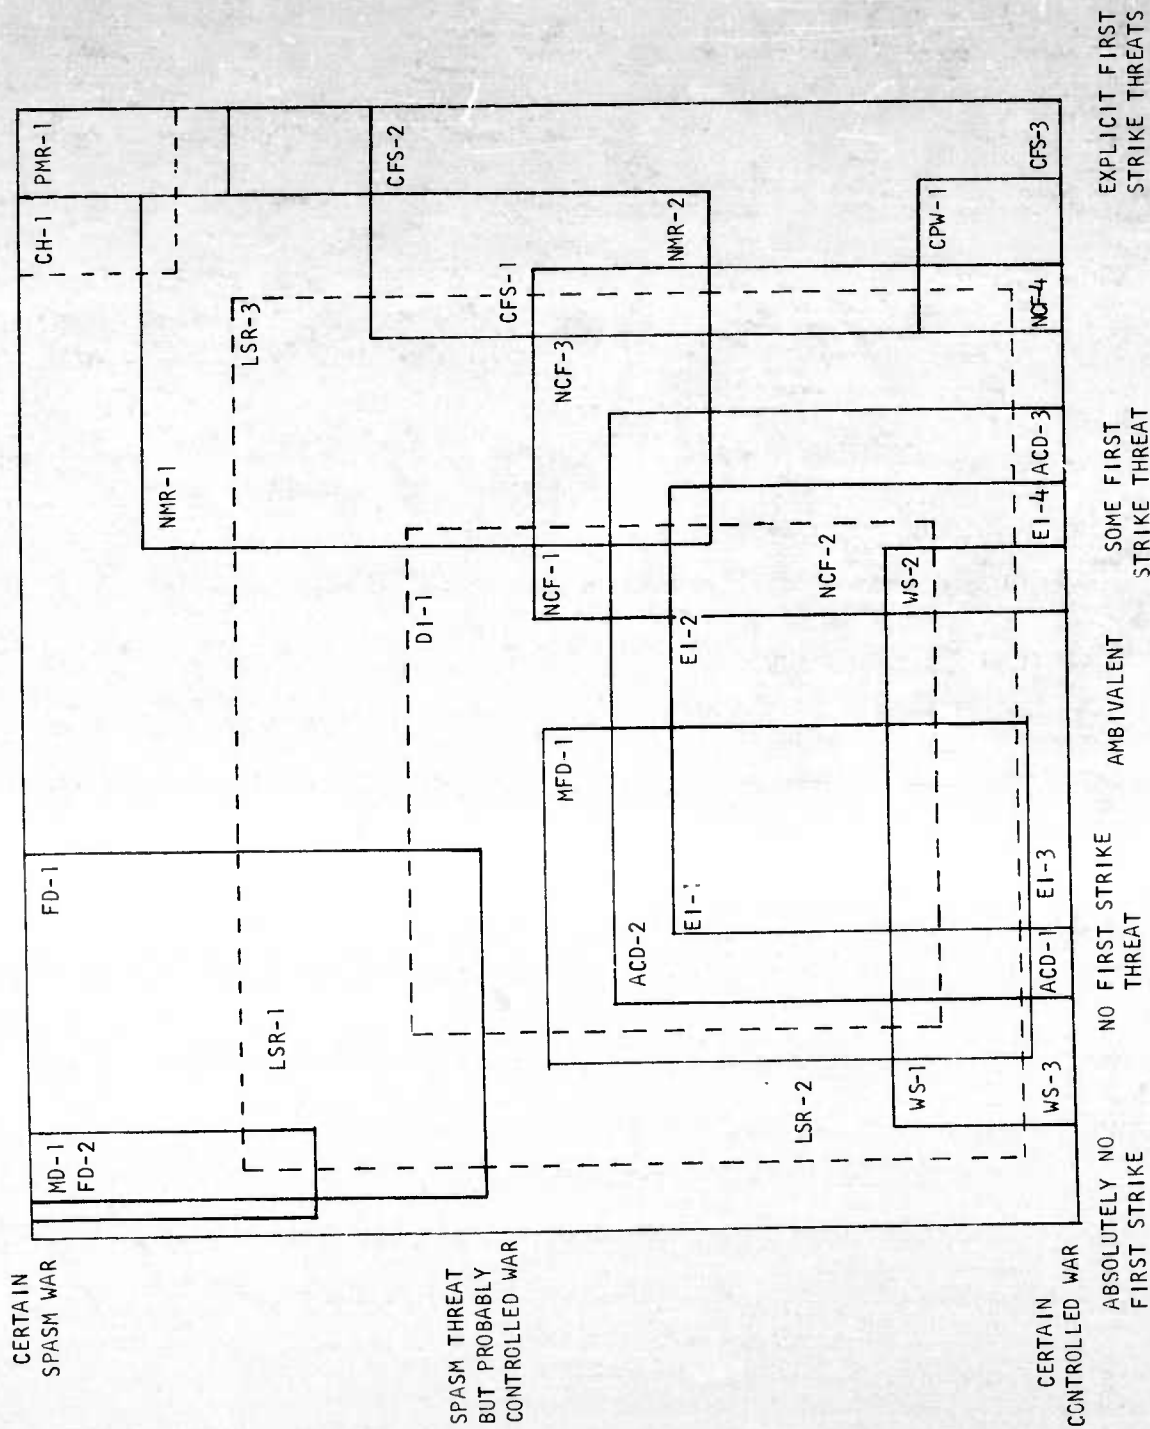 CERTAIN
SPASM WAR
SPASM THREAT
BUT PROBABLY
CONTROLLED WAR
CERTAIN
CONTROLLED WAR
MD-1
FD-2
FD-1
LSR-1
LSR-3
NMR-1
CH-1
PMR-1
CFS-2
DI-1
CFS-1
NMR-2
NCF-1
NCF-3
MFD-1
ACD-2
EI-2
LSR-2
NCF-2
WS-1
WS-2
CPW-1
WS-3
ACD-1
EI-3
EI-4
ACD-3
NCF-4
CFS-3
ABSOLUTELY NO
FIRST STRIKE
NO FIRST STRIKE
THREAT
AMBIVALENT
SOME FIRST
STRIKE THREAT
EXPLICIT FIRST
STRIKE THREATS